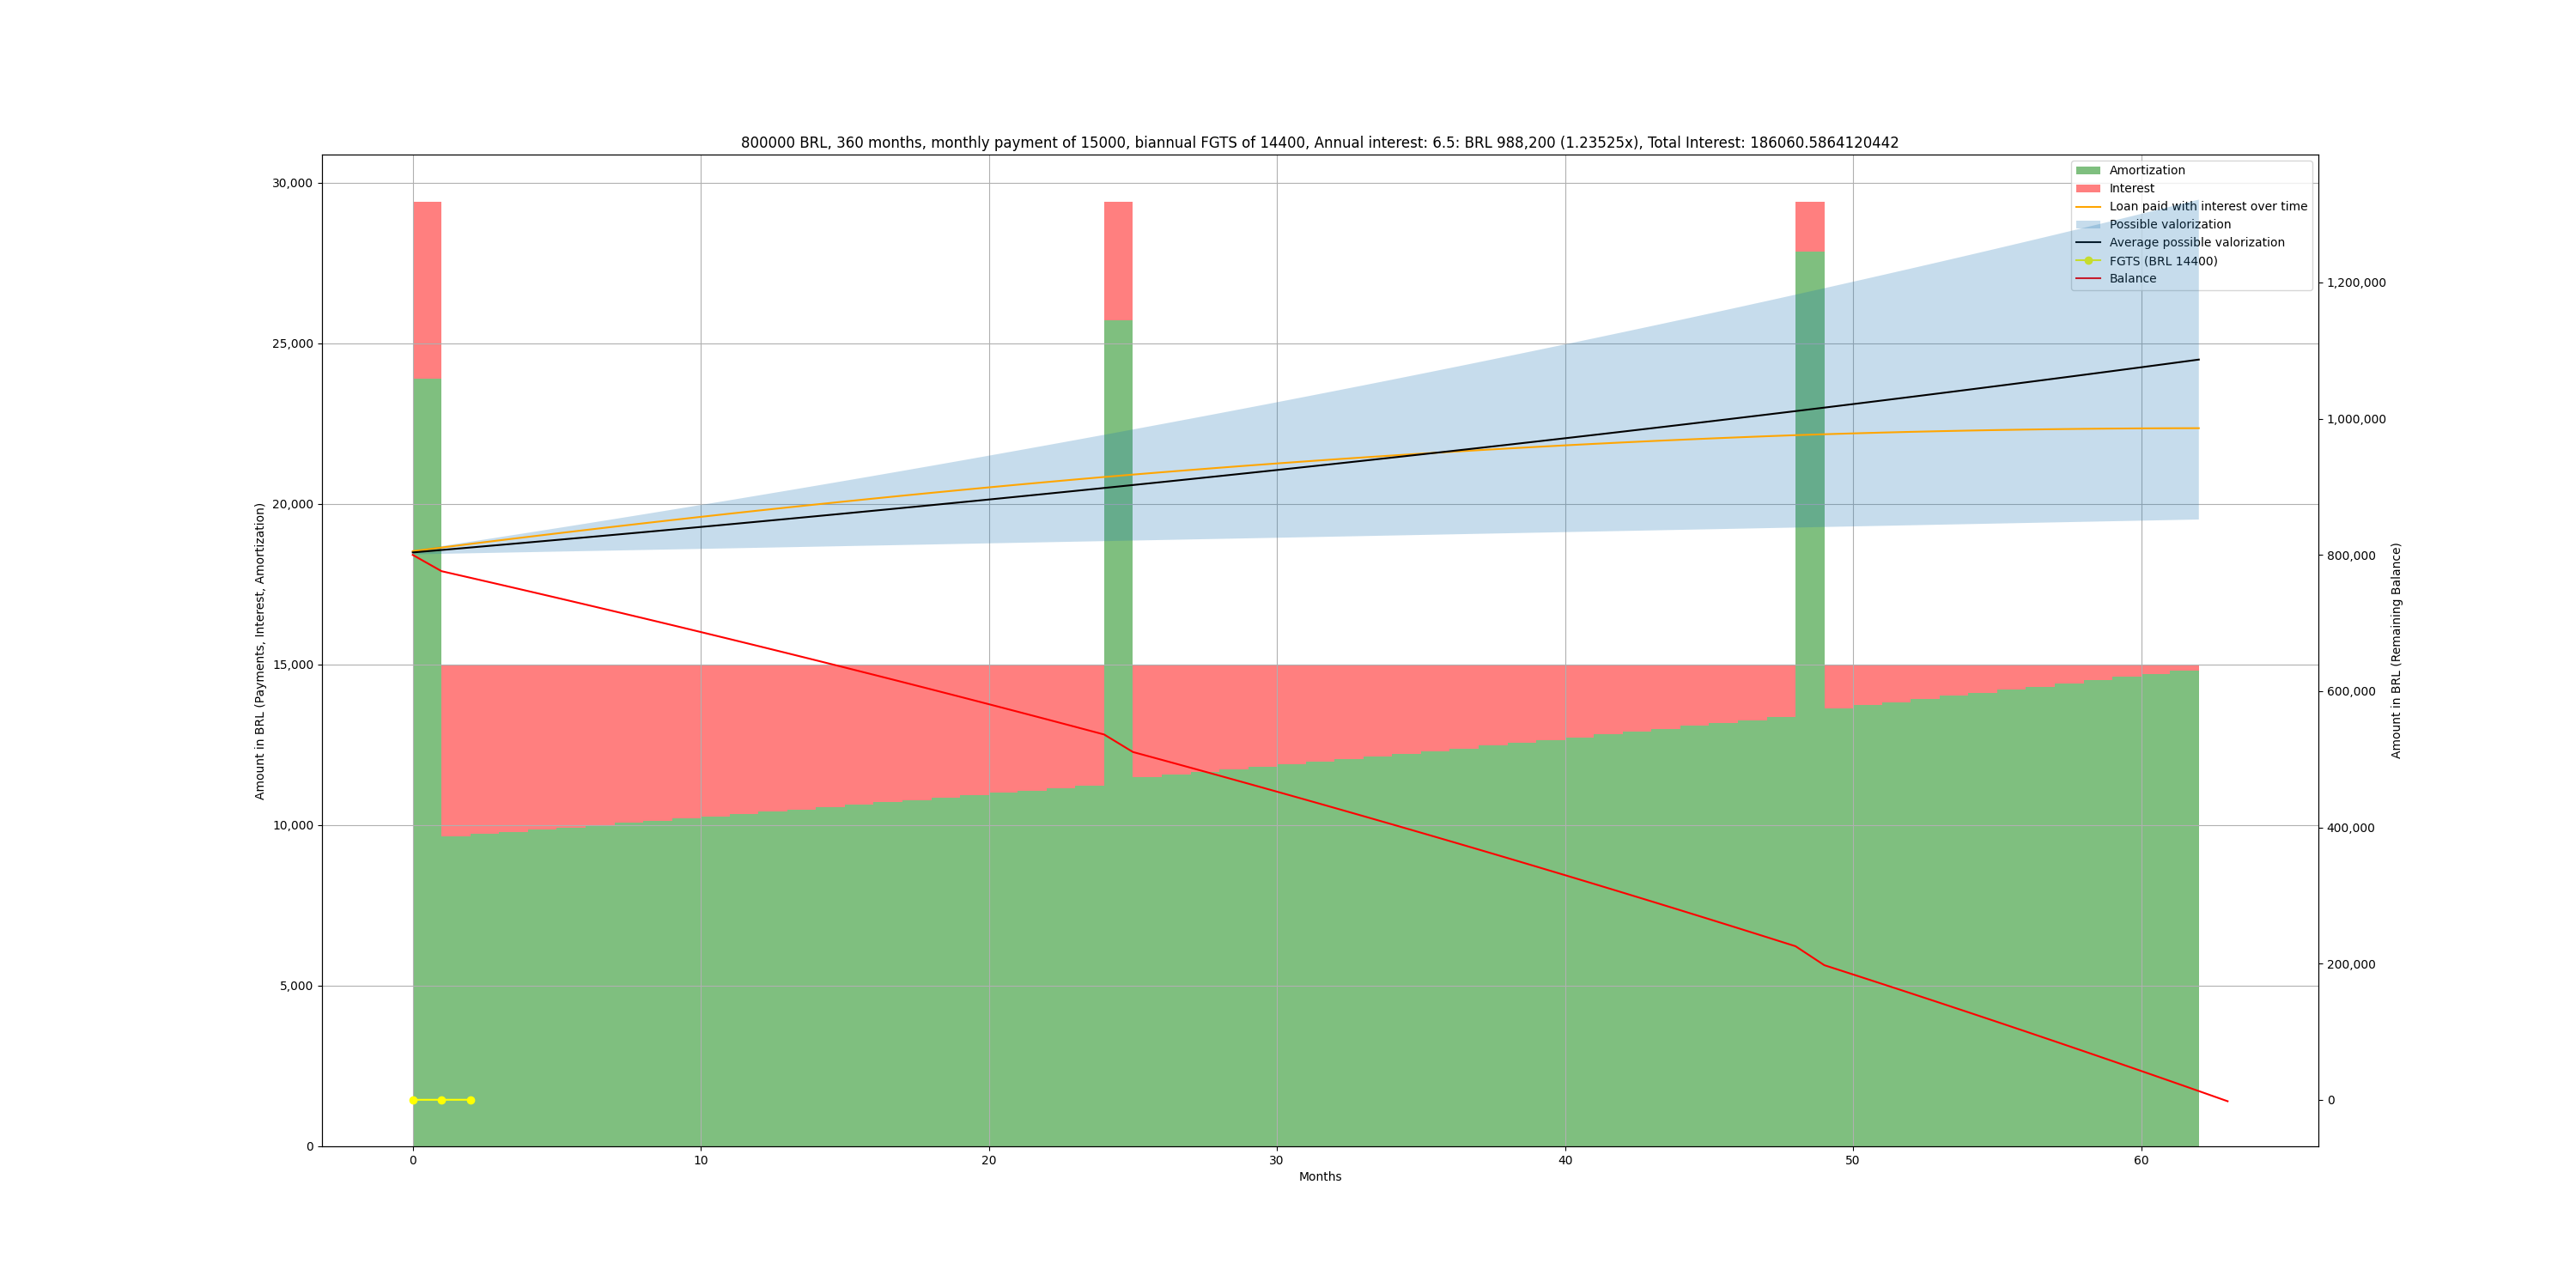 800000 BRL, 360 months, monthly payment of 15000, biannual FGTS of 14400, Annual interest: 6.5: BRL 988,200 (1.23525x), Total Interest: 186060.5864120442
Amortization
Interest
Loan paid with interest over time
Possible valorization
Average possible valorization
FGTS (BRL 14400)
Balance
Amount in BRL (Payments, Interest, Amortization)
30,000
25,000
20,000
15,000
10,000
5,000
0
0
10
20
30
40
50
60
Months
1,200,000
1,000,000
800,000
600,000
400,000
200,000
0
Amount in BRL (Remaining Balance)